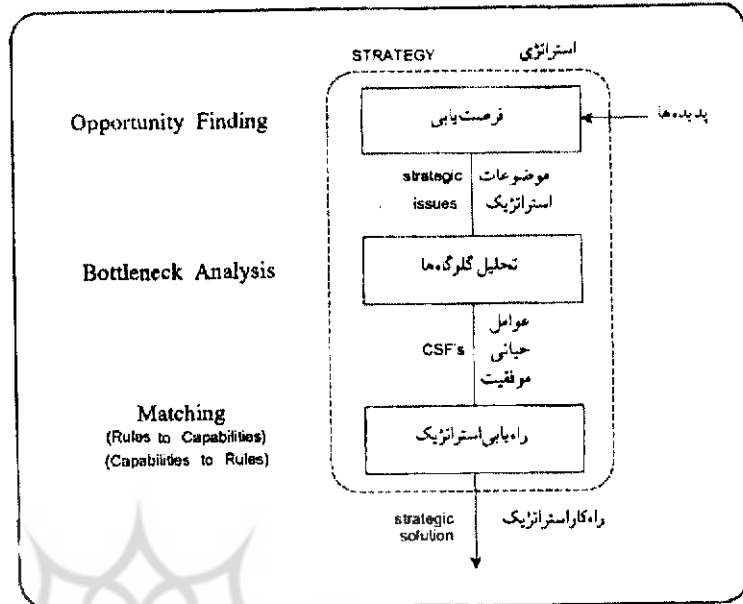 STRATEGY استراتژی
Opportunity Finding
فرصت‌یابی
پدیده‌ها
strategic موضوعات
issues استراتژیک
Bottleneck Analysis
تحلیل گلوگاه‌ها
عوامل
CSF's حیاتی
موفقیت
Matching
(Rules to Capabilities)
(Capabilities to Rules)
راه‌یابی استراتژیک
strategic راه‌کار استراتژیک
solution